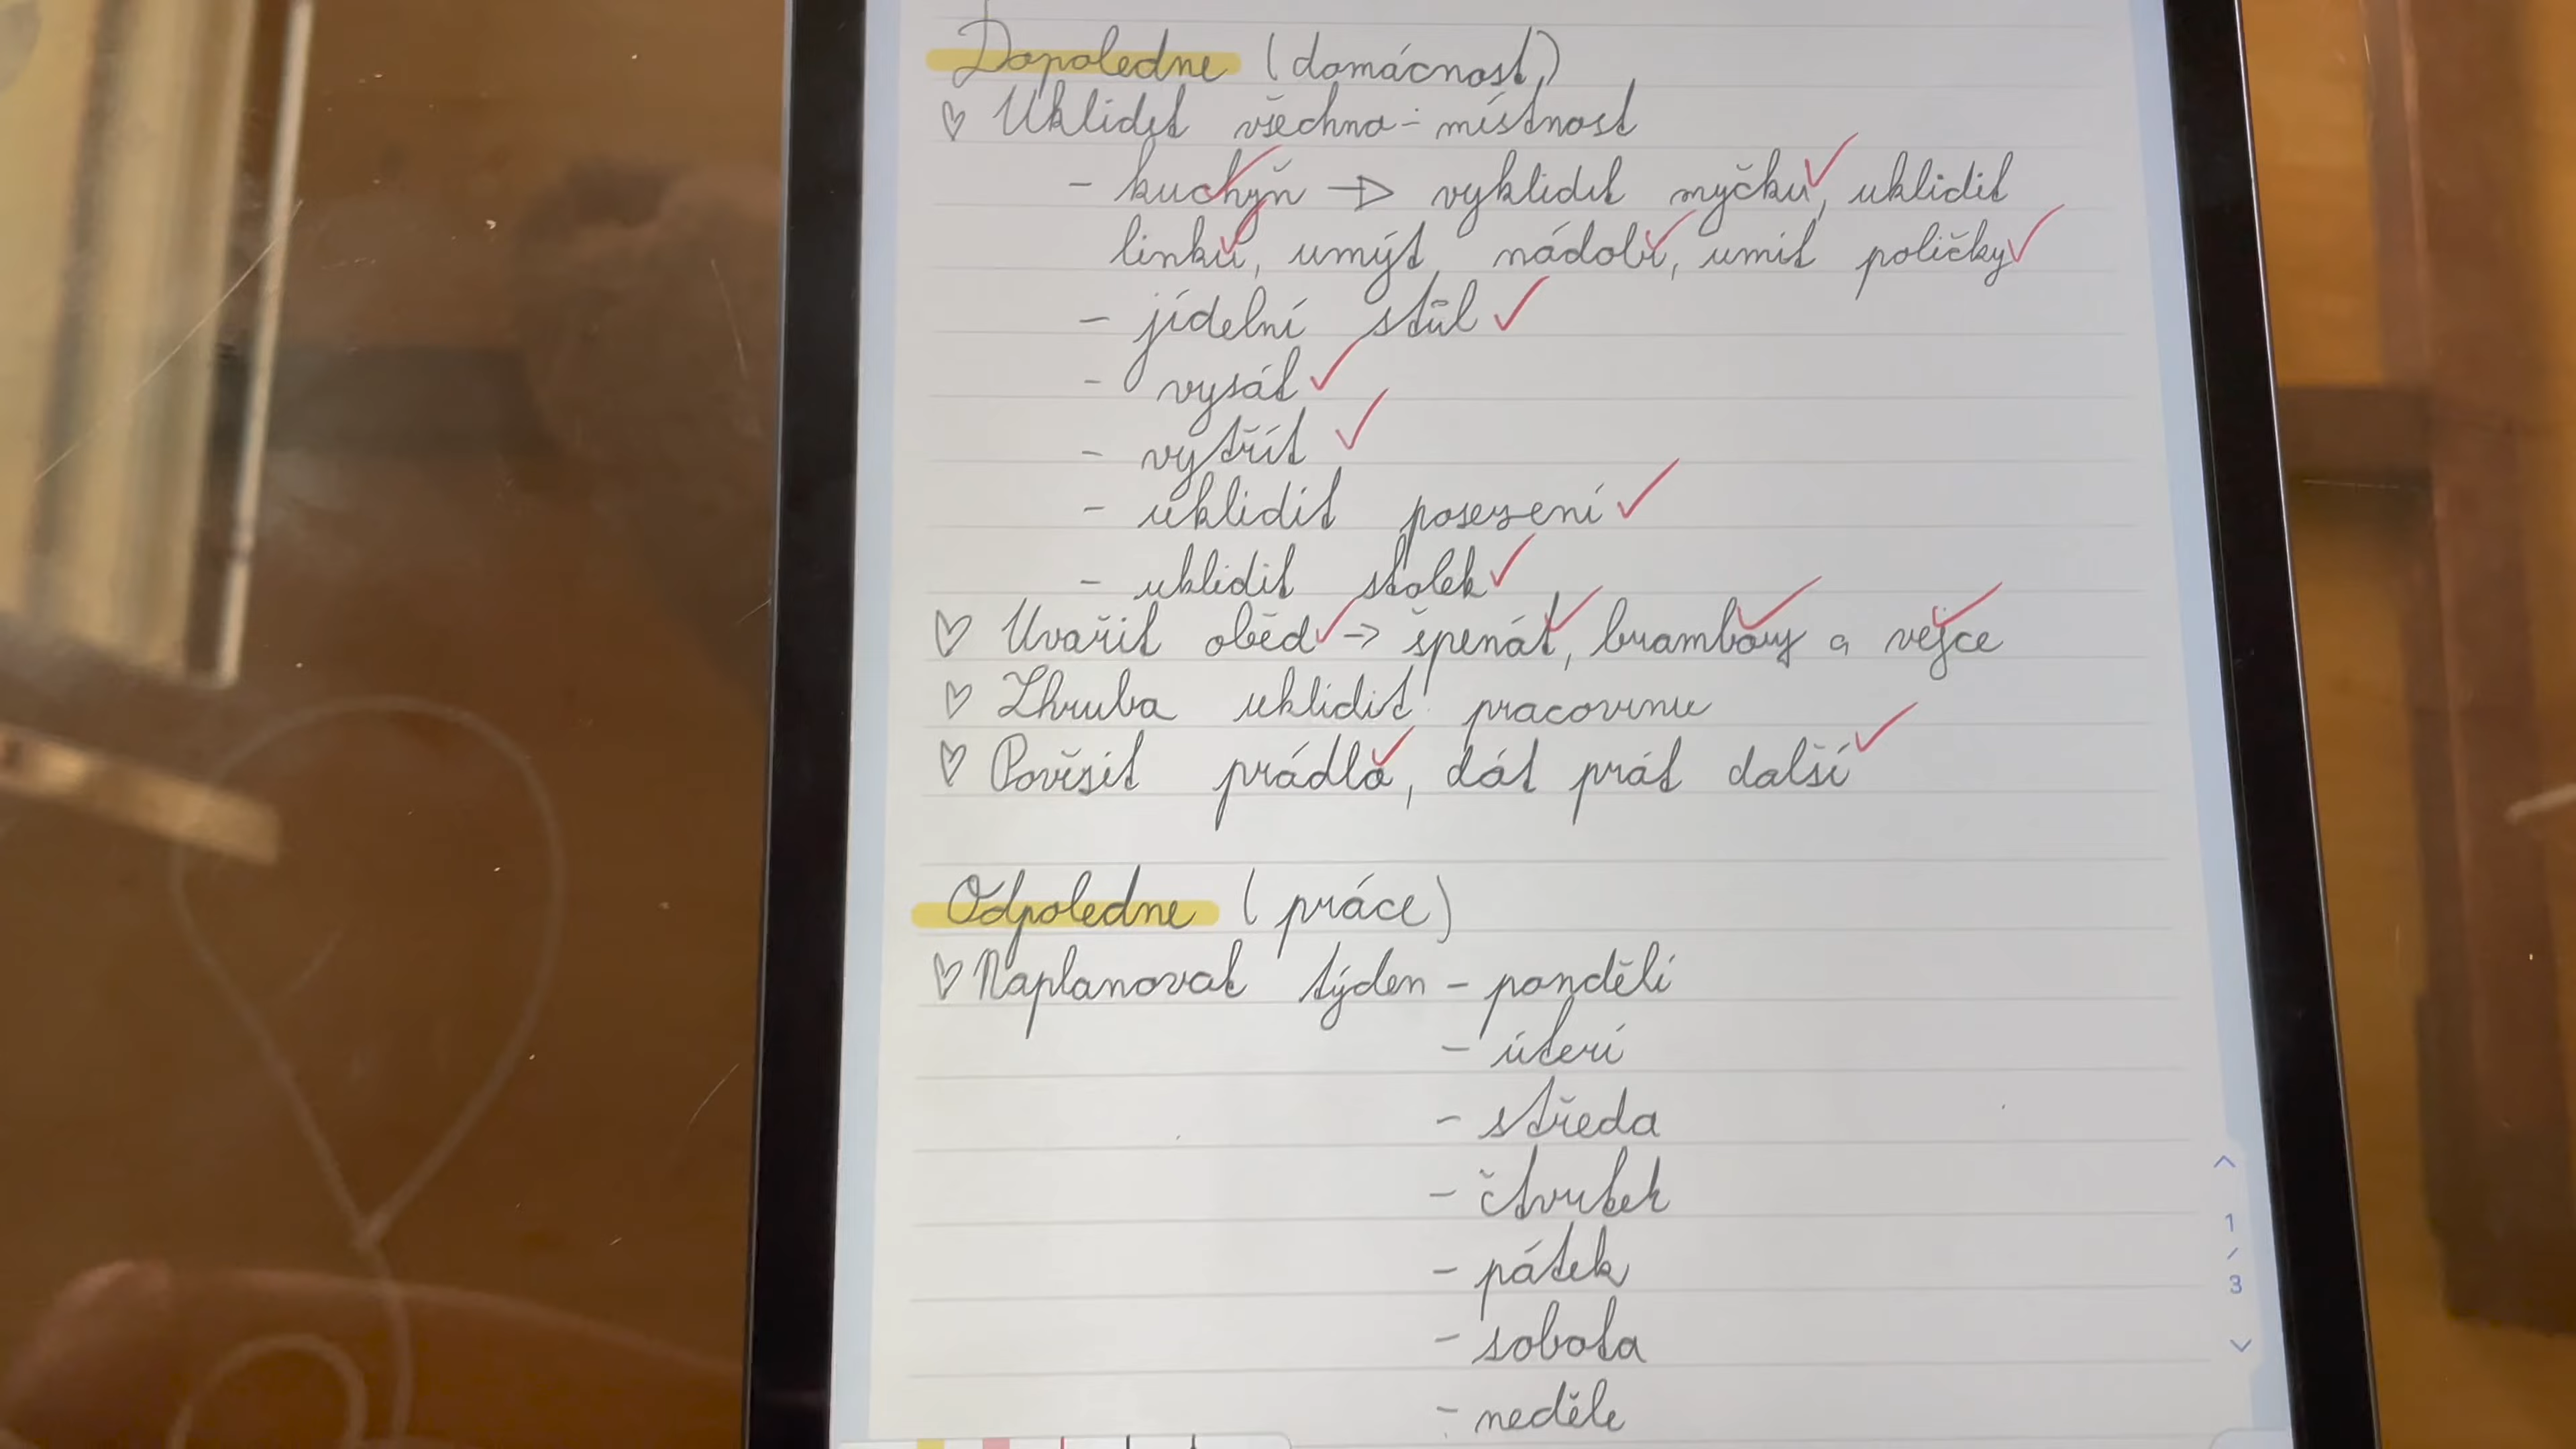 Dopoledne (domácnost)
♡ Uklidit všechno - místnost
- kuchyň → vyklidit myčku, uklidit
linku, umýt nádobí, umít poličky
- jídelní stůl
- vysát
- vytřít
- uklidit posezení
- uklidit stolek
♡ Uvařit oběd → špenát, brambory a vejce
♡ Zhruba uklidit pracovnu
♡ Pověsit prádlo, dát prát další
Odpoledne (práce)
♡ Naplanovat týden - pondělí
- úterí
- středa
- čtvrtek
- pátek
- sobota
- neděle
1
/
3